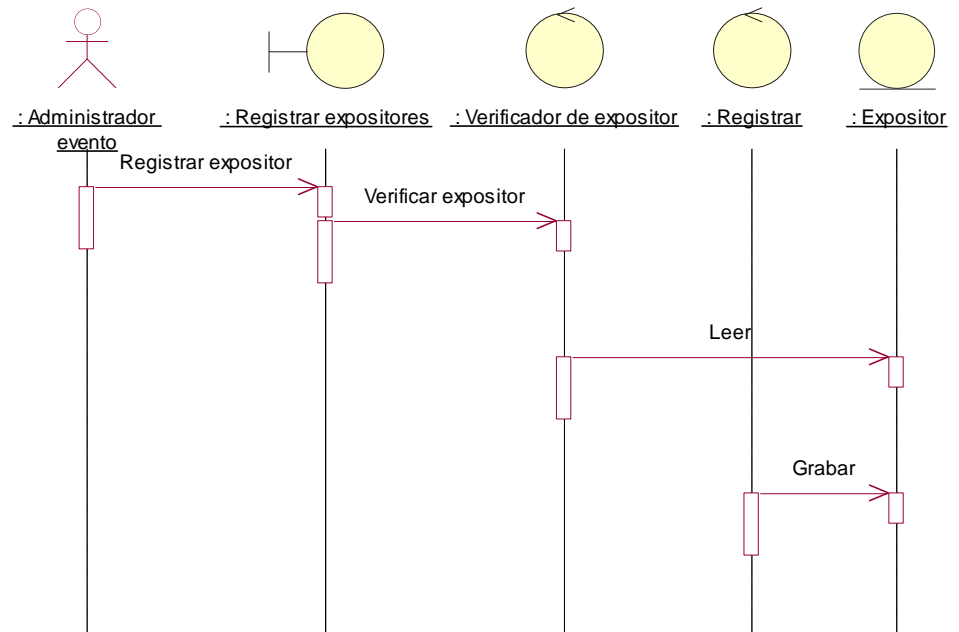 : Administrador
evento
: Registrar expositores
: Verificador de expositor
: Registrar
: Expositor
Registrar expositor
Verificar expositor
Leer
Grabar